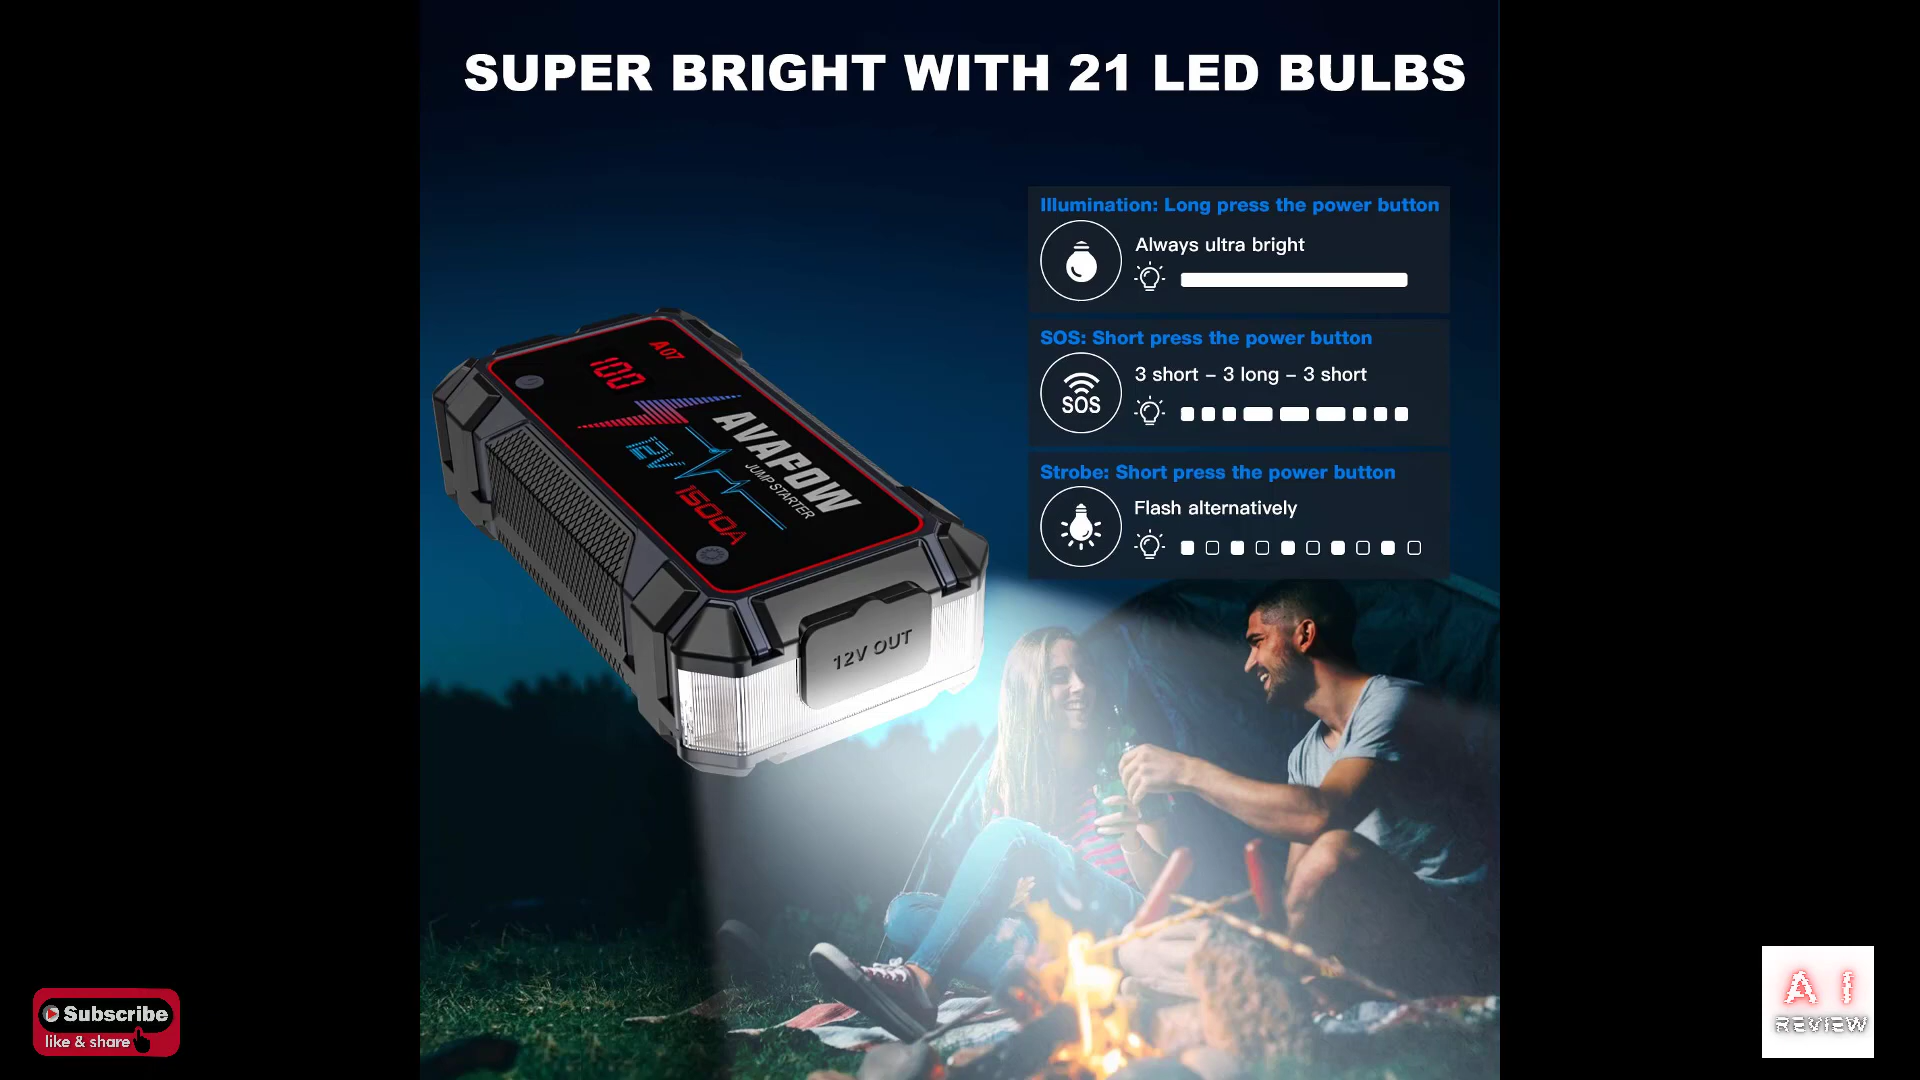 SUPER BRIGHT WITH 21 LED BULBS
Illumination: Long press the power button
Always ultra bright
SOS: Short press the power button
3 short – 3 long – 3 short
SOS
Strobe: Short press the power button
Flash alternatively
A07
100
AVAFOW
JUMP STARTER
12V
1500A
12V OUT
Subscribe
like & share
AI
REVIEW